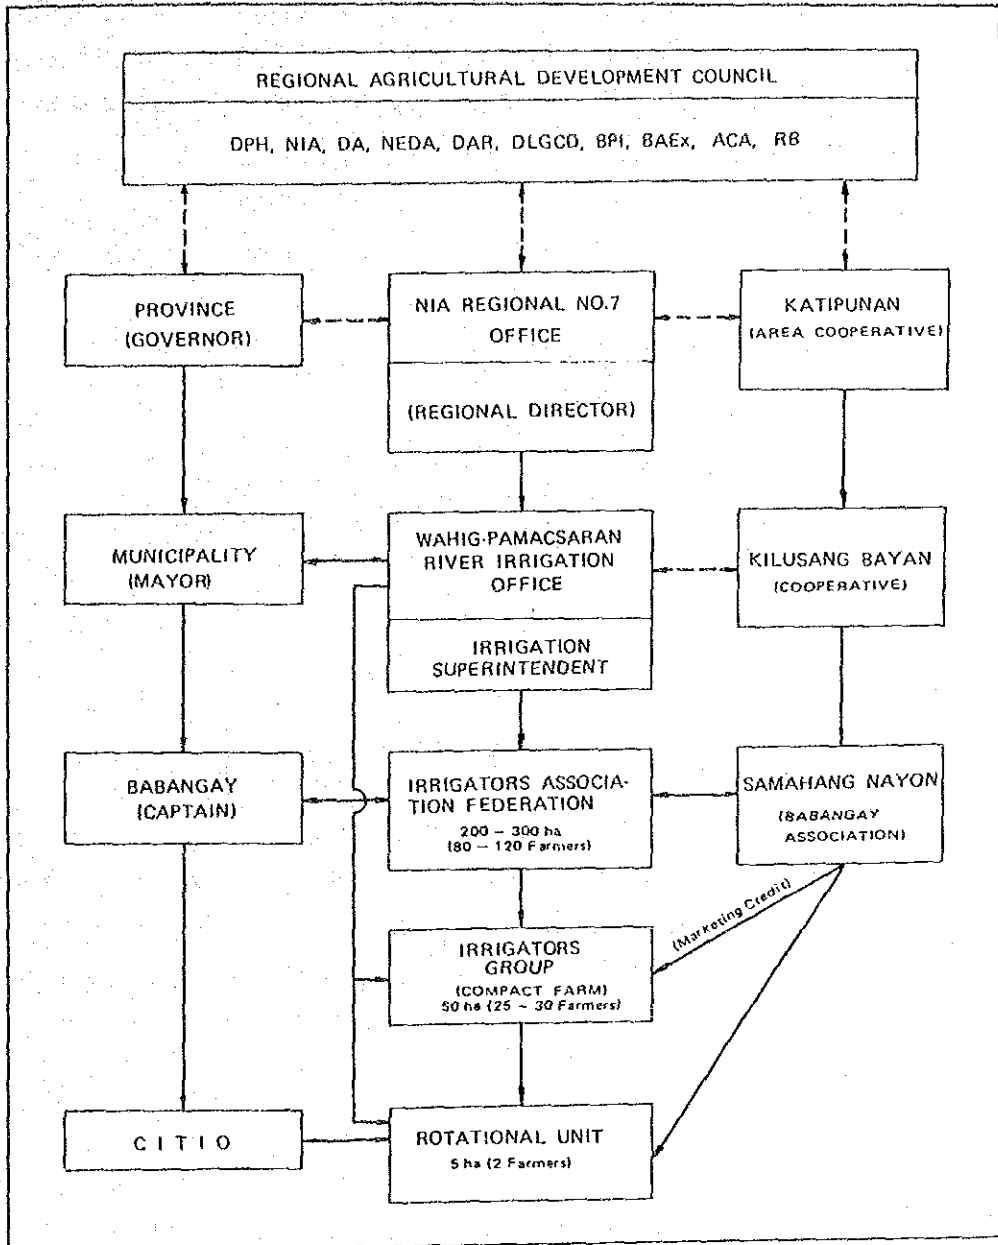 REGIONAL AGRICULTURAL DEVELOPMENT COUNCIL
DPH, NIA, DA, NEDA, DAR, DLGCD, BPI, BAEx, ACA, RB
PROVINCE
(GOVERNOR)
NIA REGIONAL NO.7
OFFICE
(REGIONAL DIRECTOR)
KATIPUNAN
(AREA COOPERATIVE)
MUNICIPALITY
(MAYOR)
WAHIG-PAMACSARAN
RIVER IRRIGATION
OFFICE
IRRIGATION
SUPERINTENDENT
KILUSANG BAYAN
(COOPERATIVE)
BABANGAY
(CAPTAIN)
IRRIGATORS ASSOCIA-
TION FEDERATION
200 – 300 ha
(80 – 120 Farmers)
SAMAHANG NAYON
(BABANGAY
ASSOCIATION)
(Marketing Credit)
IRRIGATORS
GROUP
(COMPACT FARM)
50 ha (25 ~ 30 Farmers)
CITIO
ROTATIONAL UNIT
5 ha (2 Farmers)